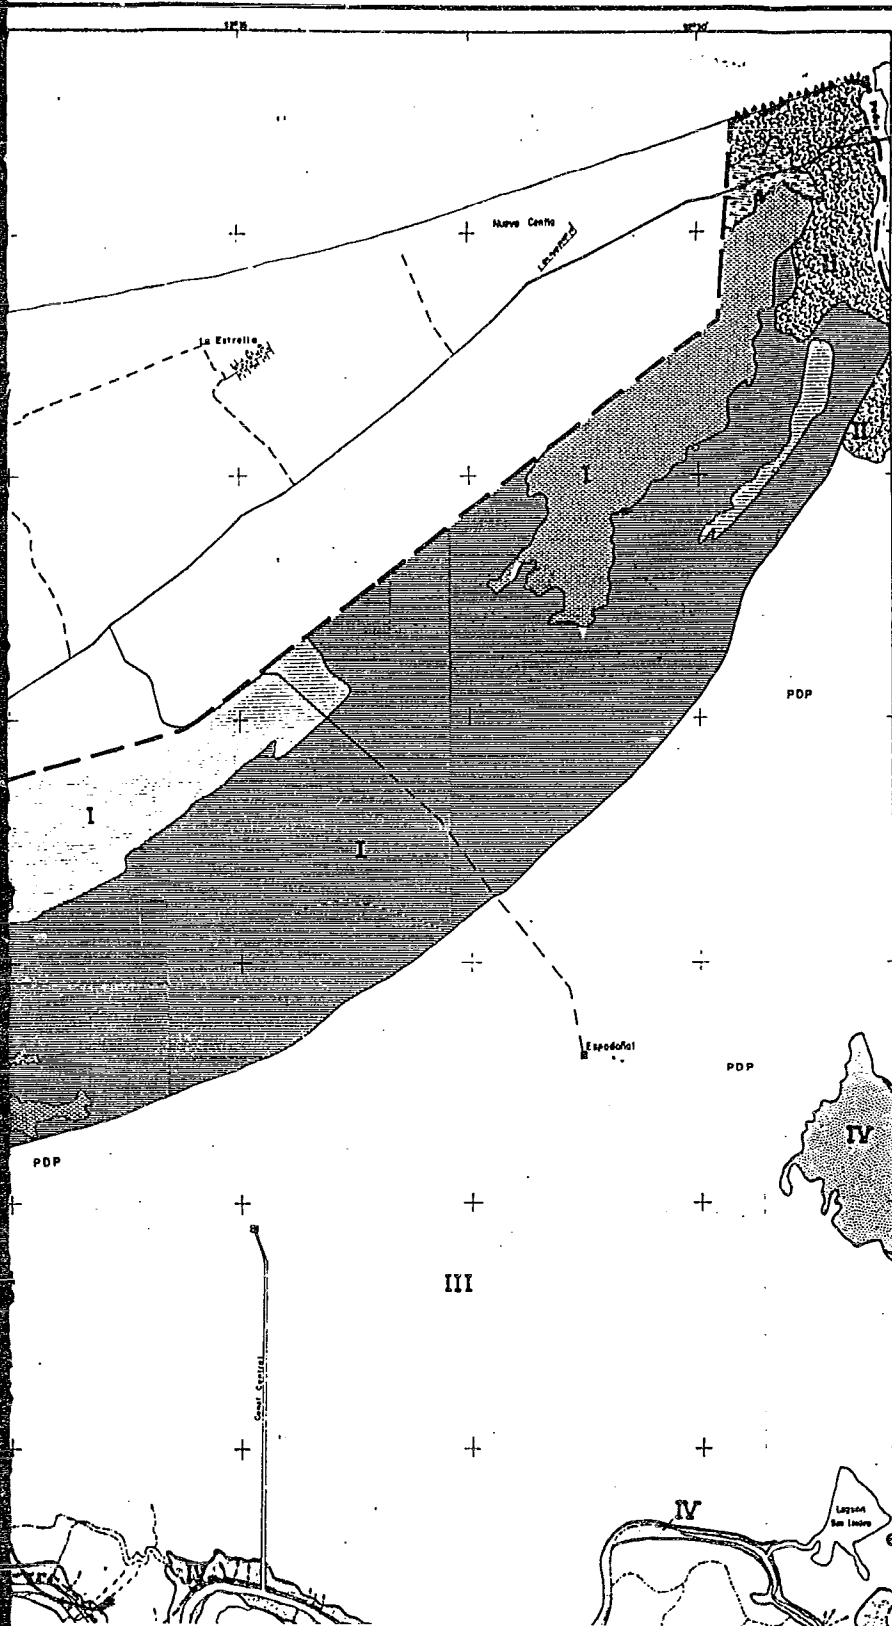 Nueva Centla
La Estrella
II
II
I
PDP
I
I
Espadañal
PDP
IV
PDP
III
Canal Central
IV
Laguna
San Isidro
IV